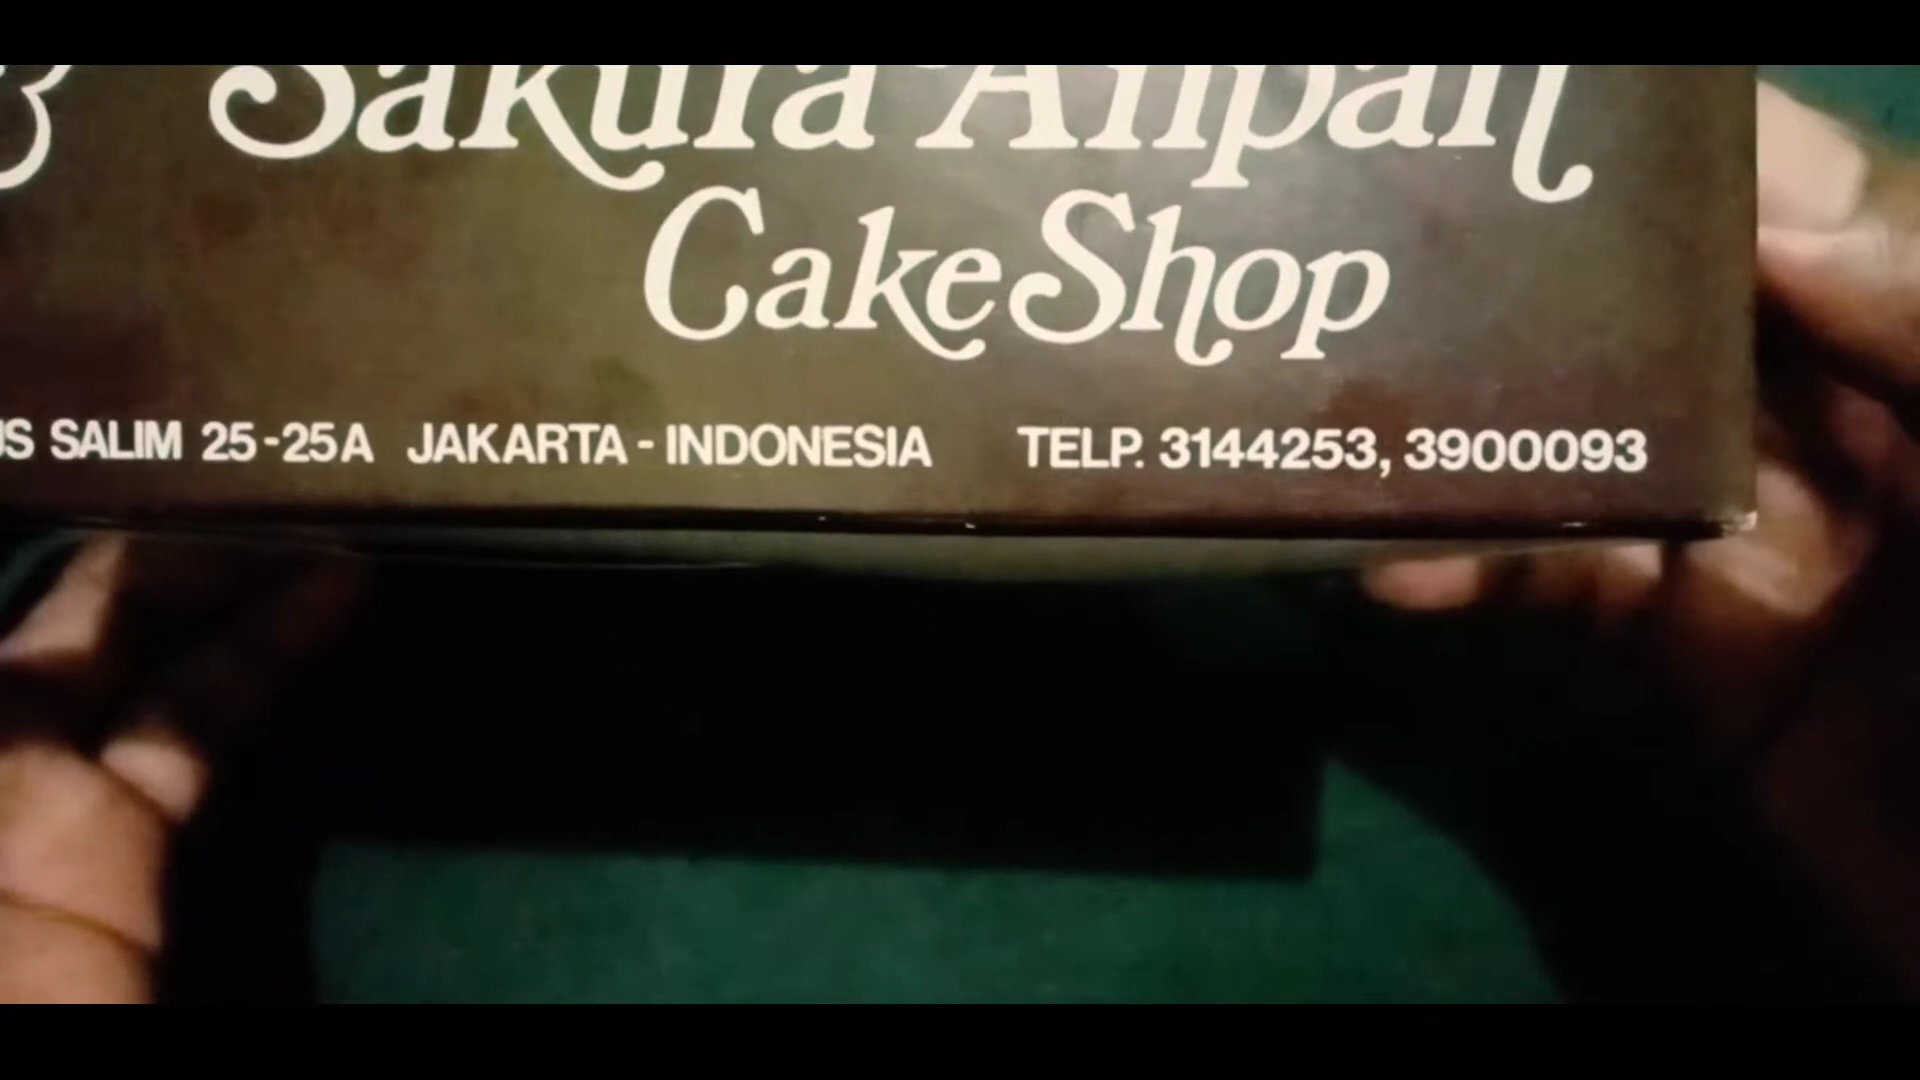 Sakura Anpan
Cake Shop
SALIM 25-25A JAKARTA - INDONESIA TELP. 3144253, 3900093